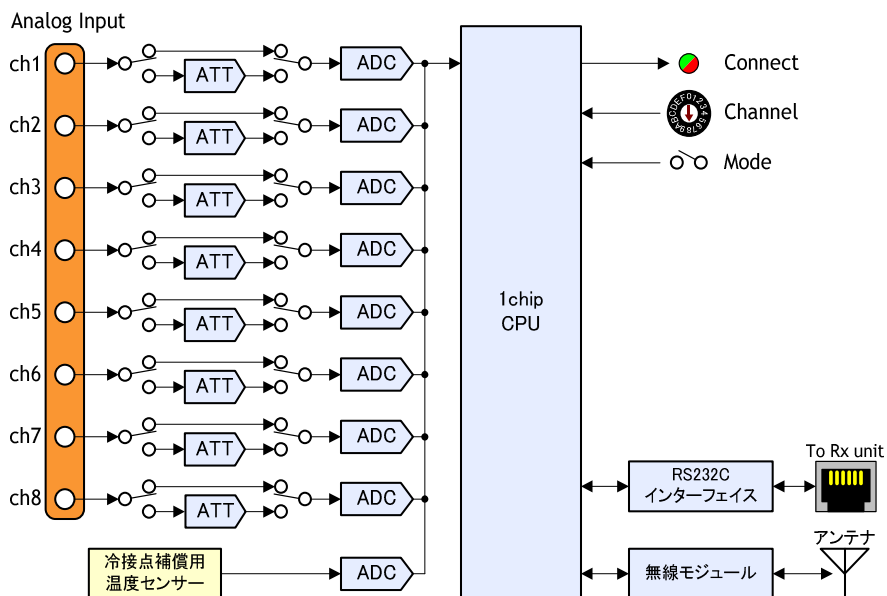 Analog Input
ch1
ATT
ADC
ch2
ATT
ADC
ch3
ATT
ADC
ch4
ATT
ADC
ch5
ATT
ADC
ch6
ATT
ADC
ch7
ATT
ADC
ch8
ATT
ADC
冷接点補償用
温度センサー
ADC
1chip
CPU
Connect
0123456789ABCDEF
Channel
Mode
RS232C
インターフェイス
To Rx unit
無線モジュール
アンテナ